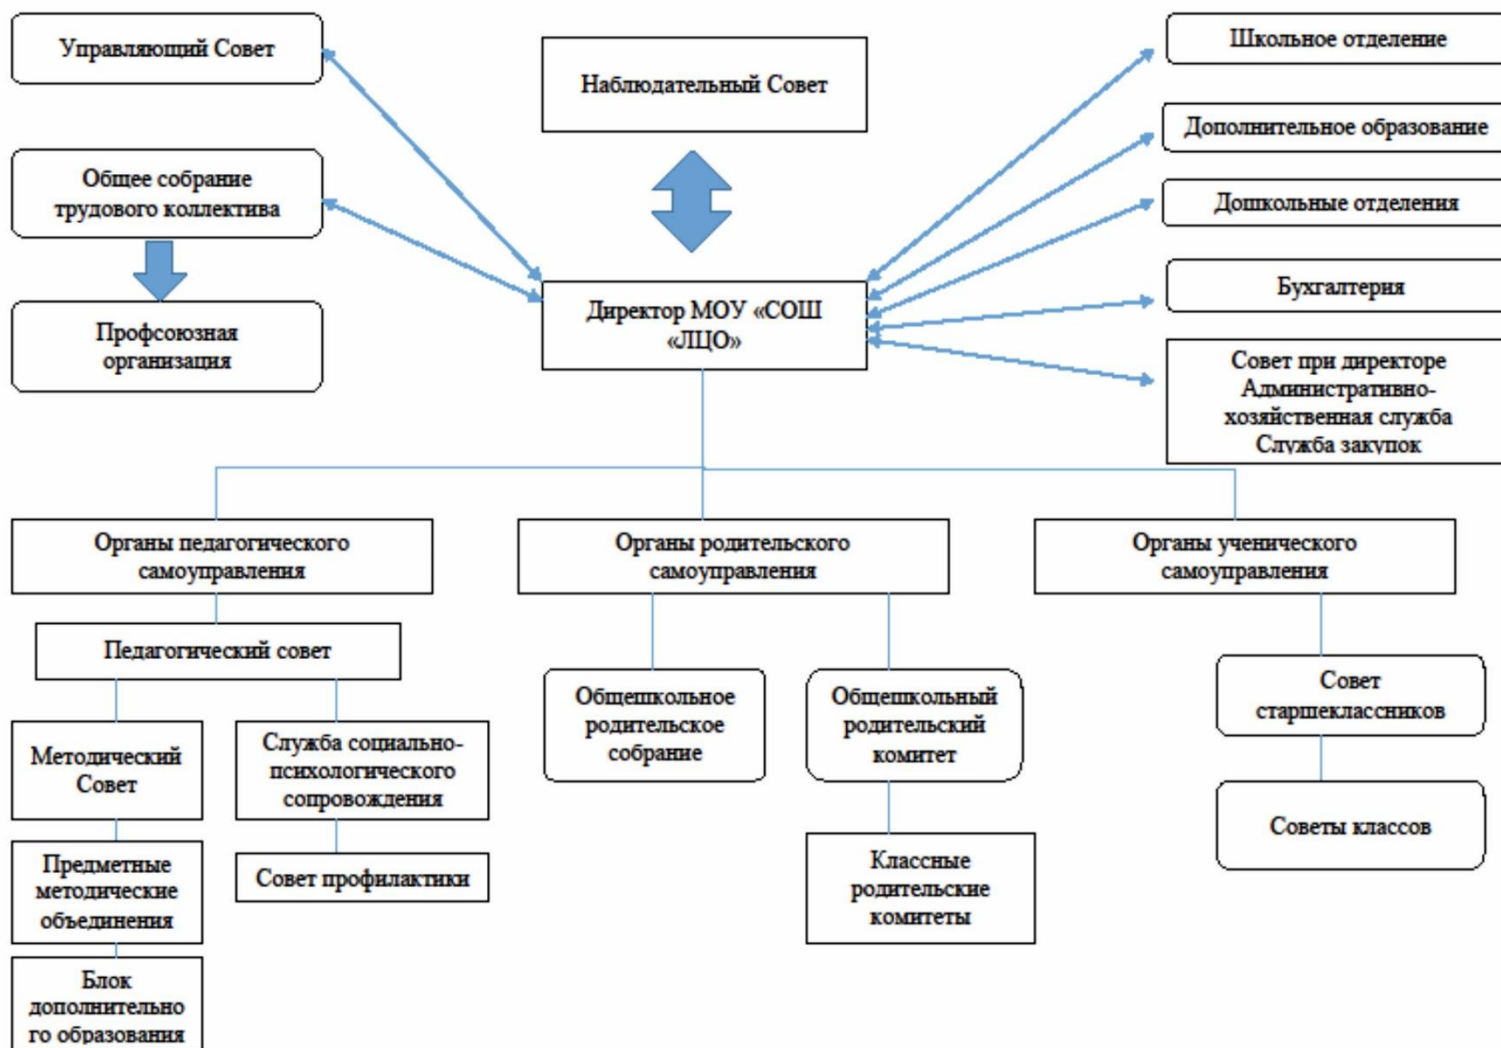 Управляющий Совет
Наблюдательный Совет
Школьное отделение
Дополнительное образование
Общее собрание
трудового коллектива
Дошкольные отделения
Бухгалтерия
Директор МОУ «СОШ
«ЛЦО»
Профсоюзная
организация
Совет при директоре
Административно-
хозяйственная служба
Служба закупок
Органы педагогического
самоуправления
Органы родительского
самоуправления
Органы ученического
самоуправления
Педагогический совет
Методический
Совет
Служба социально-
психологического
сопровождения
Общешкольное
родительское
собрание
Общешкольный
родительский
комитет
Совет
старшеклассников
Предметные
методические
объединения
Совет профилактики
Классные
родительские
комитеты
Советы классов
Блок
дополнительно
го образования